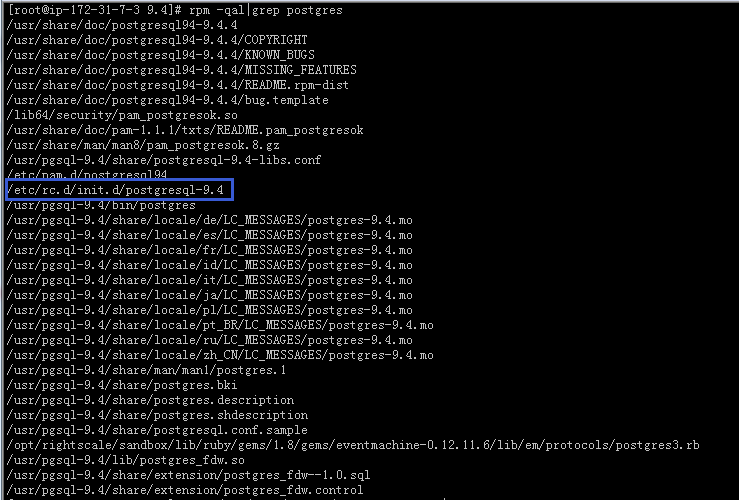 [root@ip-172-31-7-3 9.4]# rpm -qal|grep postgres
/usr/share/doc/postgresql94-9.4.4
/usr/share/doc/postgresql94-9.4.4/COPYRIGHT
/usr/share/doc/postgresql94-9.4.4/KNOWN_BUGS
/usr/share/doc/postgresql94-9.4.4/MISSING_FEATURES
/usr/share/doc/postgresql94-9.4.4/README.rpm-dist
/usr/share/doc/postgresql94-9.4.4/bug.template
/lib64/security/pam_postgresok.so
/usr/share/doc/pam-1.1.1/txts/README.pam_postgresok
/usr/share/man/man8/pam_postgresok.8.gz
/usr/pgsql-9.4/share/postgresql-9.4-libs.conf
/etc/pam.d/postgresql94
/etc/rc.d/init.d/postgresql-9.4
/usr/pgsql-9.4/bin/postgres
/usr/pgsql-9.4/share/locale/de/LC_MESSAGES/postgres-9.4.mo
/usr/pgsql-9.4/share/locale/es/LC_MESSAGES/postgres-9.4.mo
/usr/pgsql-9.4/share/locale/fr/LC_MESSAGES/postgres-9.4.mo
/usr/pgsql-9.4/share/locale/id/LC_MESSAGES/postgres-9.4.mo
/usr/pgsql-9.4/share/locale/it/LC_MESSAGES/postgres-9.4.mo
/usr/pgsql-9.4/share/locale/ja/LC_MESSAGES/postgres-9.4.mo
/usr/pgsql-9.4/share/locale/pl/LC_MESSAGES/postgres-9.4.mo
/usr/pgsql-9.4/share/locale/pt_BR/LC_MESSAGES/postgres-9.4.mo
/usr/pgsql-9.4/share/locale/ru/LC_MESSAGES/postgres-9.4.mo
/usr/pgsql-9.4/share/locale/zh_CN/LC_MESSAGES/postgres-9.4.mo
/usr/pgsql-9.4/share/man/man1/postgres.1
/usr/pgsql-9.4/share/postgres.bki
/usr/pgsql-9.4/share/postgres.description
/usr/pgsql-9.4/share/postgres.shdescription
/usr/pgsql-9.4/share/postgresql.conf.sample
/opt/rightscale/sandbox/lib/ruby/gems/1.8/gems/eventmachine-0.12.11.6/lib/em/protocols/postgres3.rb
/usr/pgsql-9.4/lib/postgres_fdw.so
/usr/pgsql-9.4/share/extension/postgres_fdw--1.0.sql
/usr/pgsql-9.4/share/extension/postgres_fdw.control